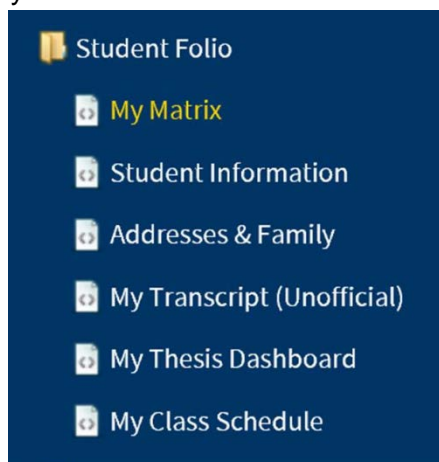 Student Folio
My Matrix
Student Information
Addresses & Family
My Transcript (Unofficial)
My Thesis Dashboard
My Class Schedule